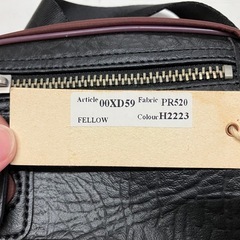 Article 00XD59 Fabric PR520
FELLOW Colour H2223